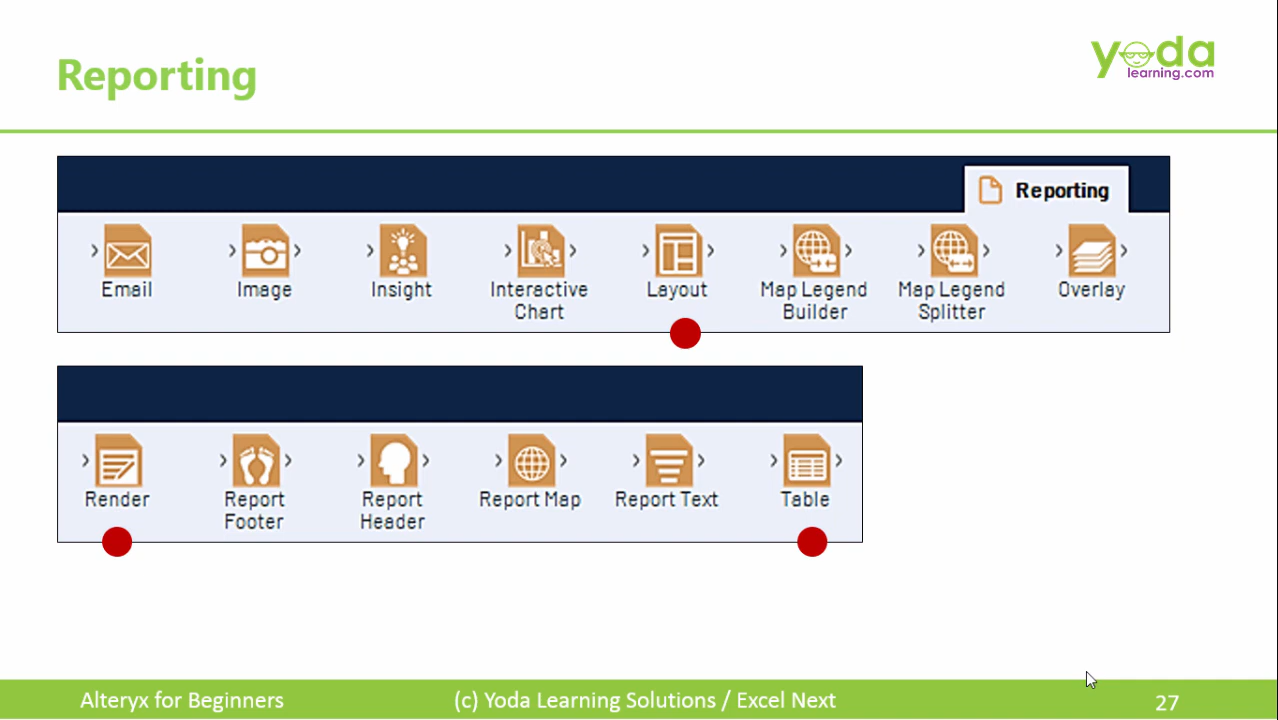 Reporting
yoda
learning.com
Reporting
Email
Image
Insight
Interactive
Chart
Layout
Map Legend
Builder
Map Legend
Splitter
Overlay
Render
Report
Footer
Report
Header
Report Map
Report Text
Table
Alteryx for Beginners
(c) Yoda Learning Solutions / Excel Next
27